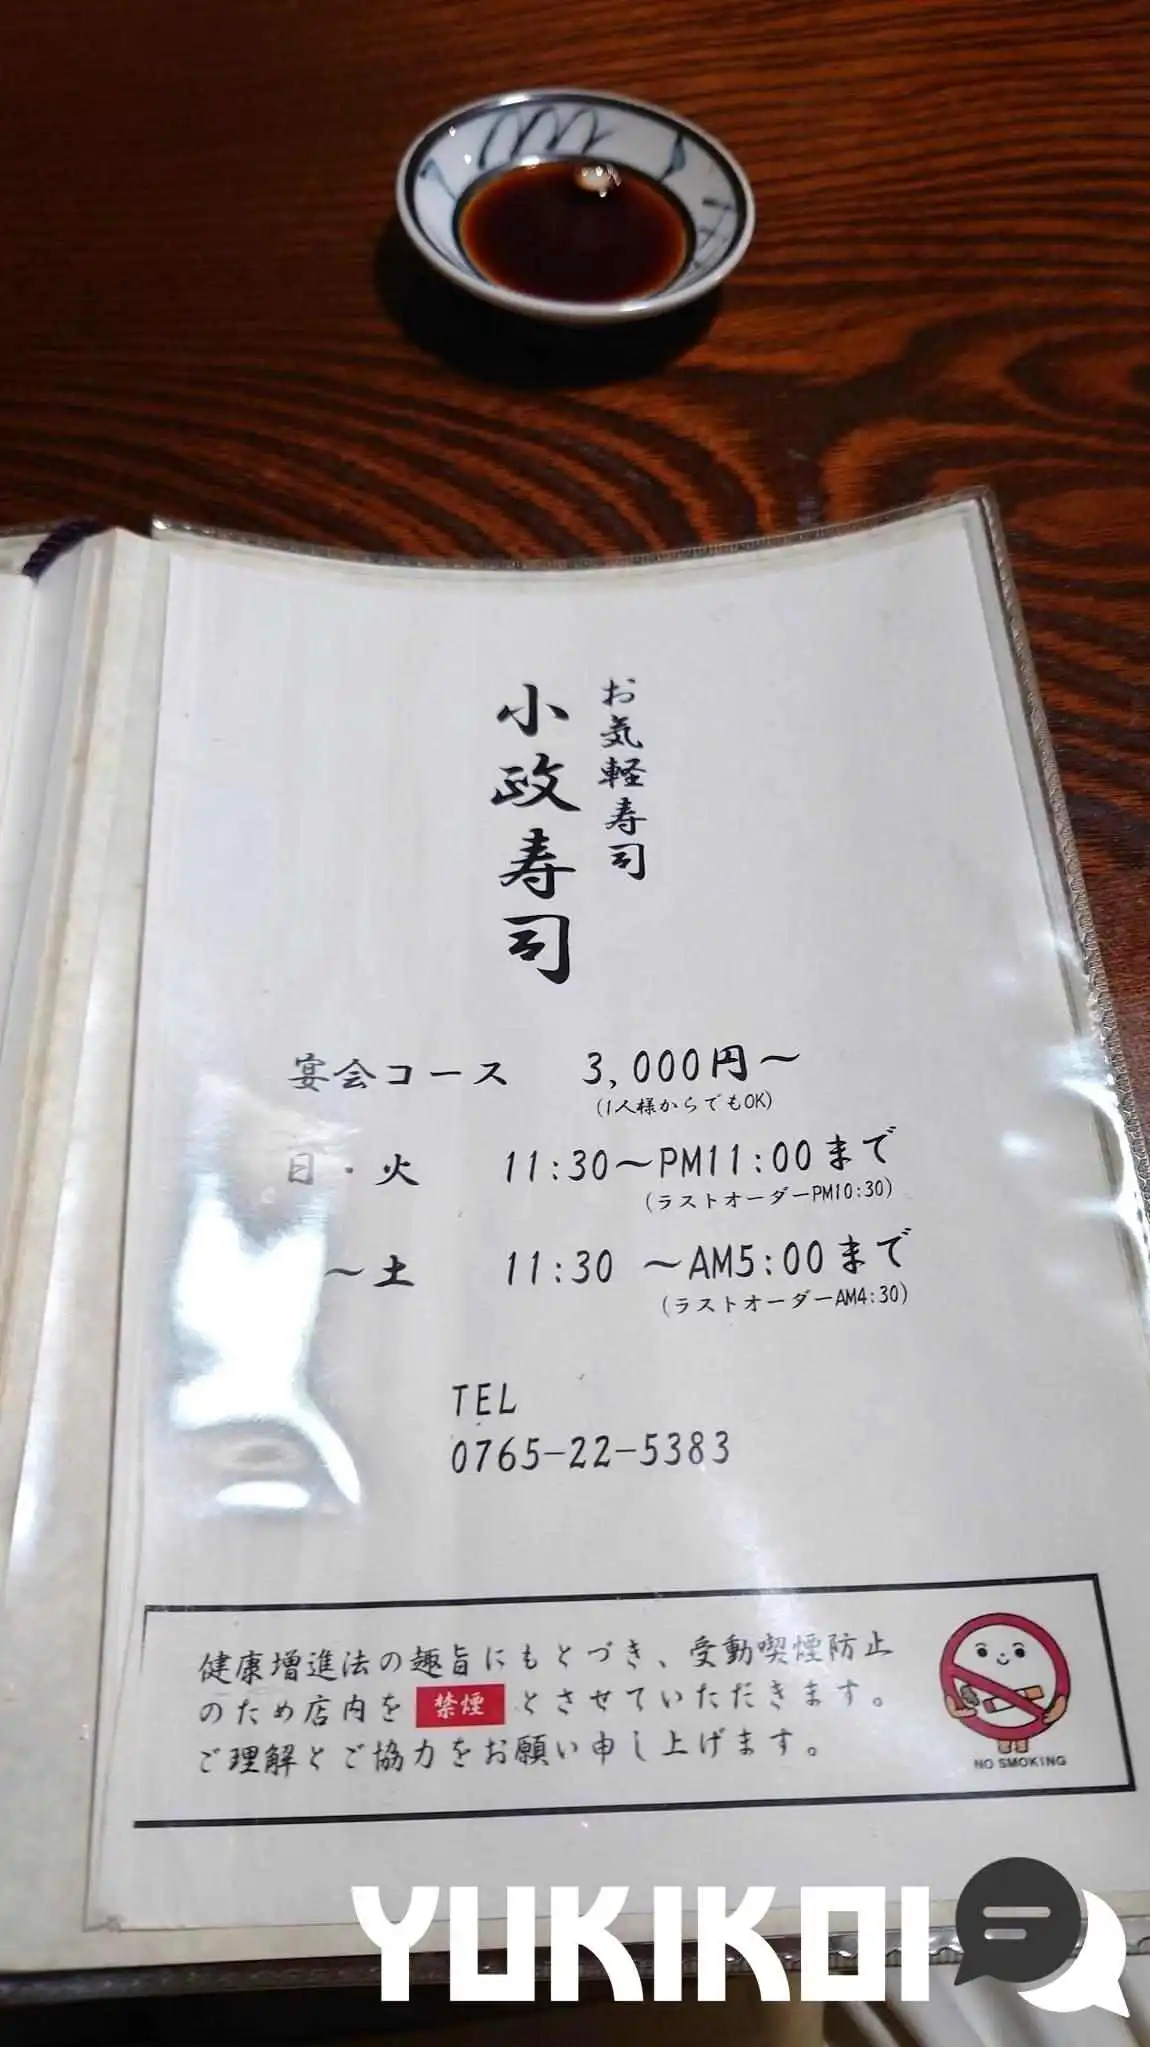 お気軽寿司
小政寿司
宴会コース 3,000円～
(1人様からでもOK)
日・火 11:30～PM11:00まで
(ラストオーダーPM10:30)
～土 11:30 ～AM5:00まで
(ラストオーダーAM4:30)
TEL
0765-22-5383
健康増進法の趣旨にもとづき、受動喫煙防止
のため店内を 禁煙 とさせていただきます。
ご理解とご協力をお願い申し上げます。
NO SMOKING
YUKIKOI